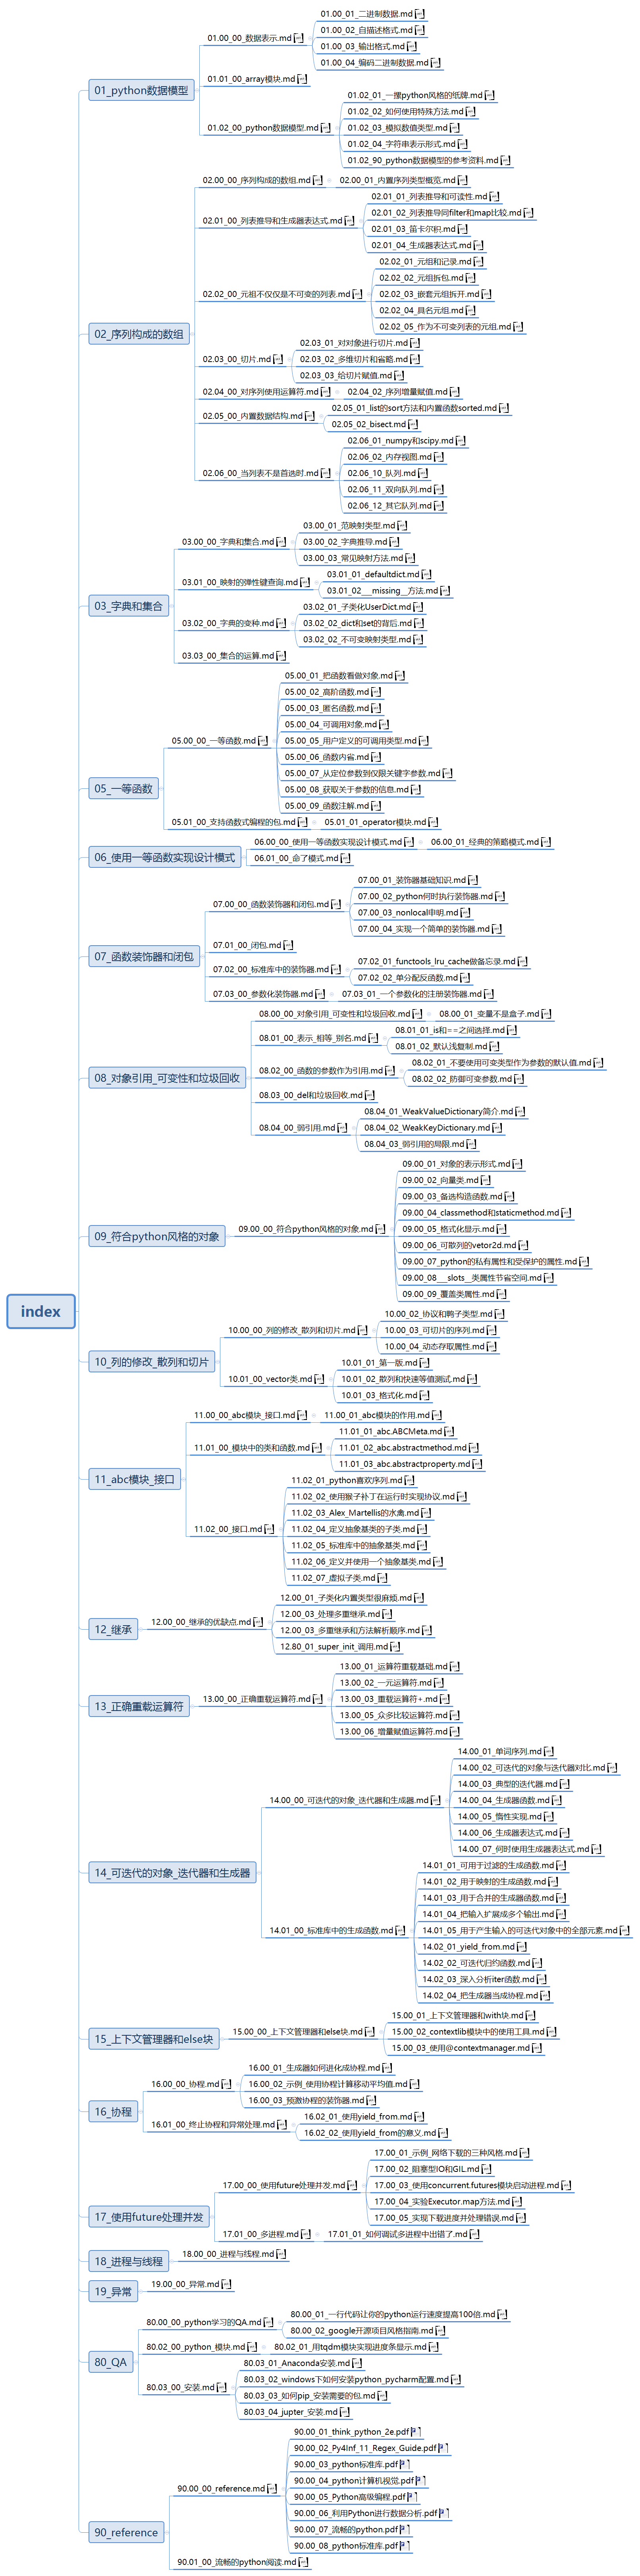 index
01_python数据模型
01.00_00_数据表示.md
01.00_01_二进制数据.md
01.00_02_自描述格式.md
01.00_03_输出格式.md
01.00_04_编码二进制数据.md
01.01_00_array模块.md
01.02_00_python数据模型.md
01.02_01_一摞python风格的纸牌.md
01.02_02_如何使用特殊方法.md
01.02_03_模拟数值类型.md
01.02_04_字符串表示形式.md
01.02_90_python数据模型的参考资料.md
02_序列构成的数组
02.00_00_序列构成的数组.md
02.00_01_内置序列类型概览.md
02.01_00_列表推导和生成器表达式.md
02.01_01_列表推导和可读性.md
02.01_02_列表推导同filter和map比较.md
02.01_03_笛卡尔积.md
02.01_04_生成器表达式.md
02.02_00_元祖不仅仅是不可变的列表.md
02.02_01_元组和记录.md
02.02_02_元组拆包.md
02.02_03_嵌套元组拆开.md
02.02_04_具名元组.md
02.02_05_作为不可变列表的元组.md
02.03_00_切片.md
02.03_01_对对象进行切片.md
02.03_02_多维切片和省略.md
02.03_03_给切片赋值.md
02.04_00_对序列使用运算符.md
02.04_02_序列增量赋值.md
02.05_00_内置数据结构.md
02.05_01_list的sort方法和内置函数sorted.md
02.05_02_bisect.md
02.06_00_当列表不是首选时.md
02.06_01_numpy和scipy.md
02.06_02_内存视图.md
02.06_10_队列.md
02.06_11_双向队列.md
02.06_12_其它队列.md
03_字典和集合
03.00_00_字典和集合.md
03.00_01_范映射类型.md
03.00_02_字典推导.md
03.00_03_常见映射方法.md
03.01_00_映射的弹性键查询.md
03.01_01_defaultdict.md
03.01_02___missing__方法.md
03.02_00_字典的变种.md
03.02_01_子类化UserDict.md
03.02_02_dict和set的背后.md
03.02_02_不可变映射类型.md
03.03_00_集合的运算.md
05_一等函数
05.00_00_一等函数.md
05.00_01_把函数看做对象.md
05.00_02_高阶函数.md
05.00_03_匿名函数.md
05.00_04_可调用对象.md
05.00_05_用户定义的可调用类型.md
05.00_06_函数内省.md
05.00_07_从定位参数到仅限关键字参数.md
05.00_08_获取关于参数的信息.md
05.00_09_函数注解.md
05.01_00_支持函数式编程的包.md
05.01_01_operator模块.md
06_使用一等函数实现设计模式
06.00_00_使用一等函数实现设计模式.md
06.00_01_经典的策略模式.md
06.01_00_命了模式.md
07_函数装饰器和闭包
07.00_00_函数装饰器和闭包.md
07.00_01_装饰器基础知识.md
07.00_02_python何时执行装饰器.md
07.00_03_nonlocal申明.md
07.00_04_实现一个简单的装饰器.md
07.01_00_闭包.md
07.02_00_标准库中的装饰器.md
07.02_01_functools_lru_cache做备忘录.md
07.02_02_单分配反函数.md
07.03_00_参数化装饰器.md
07.03_01_一个参数化的注册装饰器.md
08_对象引用_可变性和垃圾回收
08.00_00_对象引用_可变性和垃圾回收.md
08.00_01_变量不是盒子.md
08.01_00_表示_相等_别名.md
08.01_01_is和==之间选择.md
08.01_02_默认浅复制.md
08.02_00_函数的参数作为引用.md
08.02_01_不要使用可变类型作为参数的默认值.md
08.02_02_防御可变参数.md
08.03_00_del和垃圾回收.md
08.04_00_弱引用.md
08.04_01_WeakValueDictionary简介.md
08.04_02_WeakKeyDictionary.md
08.04_03_弱引用的局限.md
09_符合python风格的对象
09.00_00_符合python风格的对象.md
09.00_01_对象的表示形式.md
09.00_02_向量类.md
09.00_03_备选构造函数.md
09.00_04_classmethod和staticmethod.md
09.00_05_格式化显示.md
09.00_06_可散列的vetor2d.md
09.00_07_python的私有属性和受保护的属性.md
09.00_08___slots__类属性节省空间.md
09.00_09_覆盖类属性.md
10_列的修改_散列和切片
10.00_00_列的修改_散列和切片.md
10.00_02_协议和鸭子类型.md
10.00_03_可切片的序列.md
10.00_04_动态存取属性.md
10.01_00_vector类.md
10.01_01_第一版.md
10.01_02_散列和快速等值测试.md
10.01_03_格式化.md
11_abc模块_接口
11.00_00_abc模块_接口.md
11.00_01_abc模块的作用.md
11.01_00_模块中的类和函数.md
11.01_01_abc.ABCMeta.md
11.01_02_abc.abstractmethod.md
11.01_03_abc.abstractproperty.md
11.02_00_接口.md
11.02_01_python喜欢序列.md
11.02_02_使用猴子补丁在运行时实现协议.md
11.02_03_Alex_Martellis的水禽.md
11.02_04_定义抽象基类的子类.md
11.02_05_标准库中的抽象基类.md
11.02_06_定义并使用一个抽象基类.md
11.02_07_虚拟子类.md
12_继承
12.00_00_继承的优缺点.md
12.00_01_子类化内置类型很麻烦.md
12.00_03_处理多重继承.md
12.00_03_多重继承和方法解析顺序.md
12.80_01_super_init_调用.md
13_正确重载运算符
13.00_00_正确重载运算符.md
13.00_01_运算符重载基础.md
13.00_02_一元运算符.md
13.00_03_重载运算符+.md
13.00_05_众多比较运算符.md
13.00_06_增量赋值运算符.md
14_可迭代的对象_迭代器和生成器
14.00_00_可迭代的对象_迭代器和生成器.md
14.00_01_单词序列.md
14.00_02_可迭代的对象与迭代器对比.md
14.00_03_典型的迭代器.md
14.00_04_生成器函数.md
14.00_05_惰性实现.md
14.00_06_生成器表达式.md
14.00_07_何时使用生成器表达式.md
14.01_00_标准库中的生成函数.md
14.01_01_可用于过滤的生成函数.md
14.01_02_用于映射的生成函数.md
14.01_03_用于合并的生成器函数.md
14.01_04_把输入扩展成多个输出.md
14.01_05_用于产生输入的可迭代对象中的全部元素.md
14.02_01_yield_from.md
14.02_02_可迭代归约函数.md
14.02_03_深入分析iter函数.md
14.02_04_把生成器当成协程.md
15_上下文管理器和else块
15.00_00_上下文管理器和else块.md
15.00_01_上下文管理器和with块.md
15.00_02_contextlib模块中的使用工具.md
15.00_03_使用@contextmanager.md
16_协程
16.00_00_协程.md
16.00_01_生成器如何进化成协程.md
16.00_02_示例_使用协程计算移动平均值.md
16.00_03_预激协程的装饰器.md
16.01_00_终止协程和异常处理.md
16.02_01_使用yield_from.md
16.02_02_使用yield_from的意义.md
17_使用future处理并发
17.00_00_使用future处理并发.md
17.00_01_示例_网络下载的三种风格.md
17.00_02_阻塞型IO和GIL.md
17.00_03_使用concurrent.futures模块启动进程.md
17.00_04_实验Executor.map方法.md
17.00_05_实现下载进度并处理错误.md
17.01_00_多进程.md
17.01_01_如何调试多进程中出错了.md
18_进程与线程
18.00_00_进程与线程.md
19_异常
19.00_00_异常.md
80_QA
80.00_00_python学习的QA.md
80.00_01_一行代码让你的python运行速度提高100倍.md
80.00_02_google开源项目风格指南.md
80.02_00_python_模块.md
80.02_01_用tqdm模块实现进度条显示.md
80.03_00_安装.md
80.03_01_Anaconda安装.md
80.03_02_windows下如何安装python_pycharm配置.md
80.03_03_如何pip_安装需要的包.md
80.03_04_jupter_安装.md
90_reference
90.00_00_reference.md
90.00_01_think_python_2e.pdf
90.00_02_Py4Inf_11_Regex_Guide.pdf
90.00_03_python标准库.pdf
90.00_04_python计算机视觉.pdf
90.00_05_Python高级编程.pdf
90.00_06_利用Python进行数据分析.pdf
90.00_07_流畅的python.pdf
90.00_08_python标准库.pdf
90.01_00_流畅的python阅读.md